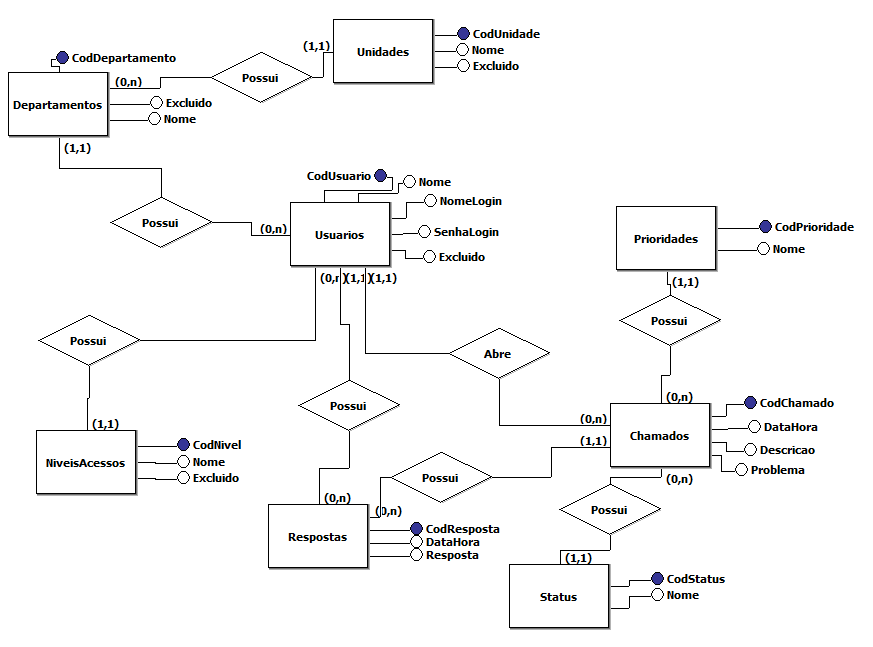 CodUnidade
Unidades
Nome
Excluido
(1,1)
Possui
CodDepartamento
(0,n)
Departamentos
Excluido
Nome
(1,1)
Possui
(0,n)
CodUsuario
Nome
NomeLogin
Usuarios
SenhaLogin
Excluido
(1,1)
(1,1)
Prioridades
CodPrioridade
Nome
(1,1)
Possui
(0,n)
Possui
Abre
Possui
(1,1)
NiveisAcessos
CodNivel
Nome
Excluido
(0,n)
(1,1)
Chamados
CodChamado
DataHora
Descricao
Problema
(0,n)
Possui
(0,n)
(0,n)
Respostas
CodResposta
DataHora
Resposta
Possui
(1,1)
Status
CodStatus
Nome